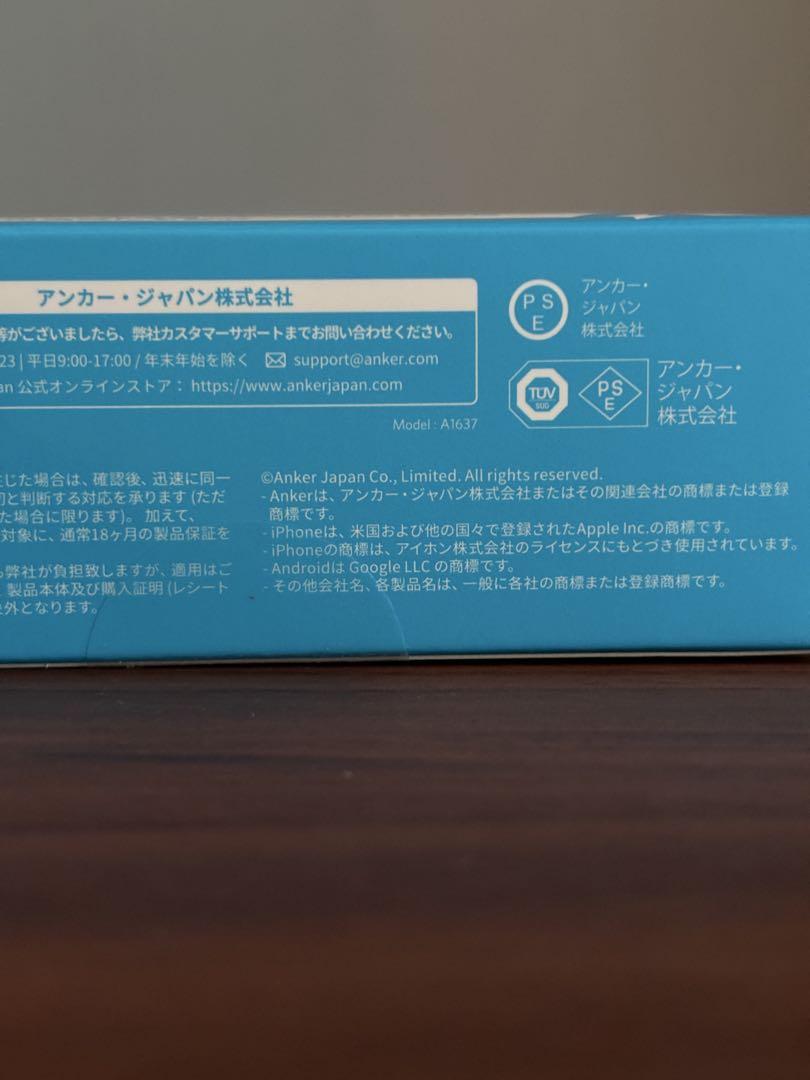 アンカー・ジャパン株式会社
等がございましたら、弊社カスタマーサポートまでお問い合わせください。
23 | 平日9:00-17:00 / 年末年始を除く support@anker.com
an 公式オンラインストア： https://www.ankerjapan.com
Model : A1637
PSE
アンカー・
ジャパン
株式会社
TÜV
SÜD
PSE
アンカー・
ジャパン
株式会社
じた場合は、確認後、迅速に同一
切と判断する対応を承ります (ただ
た場合に限ります)。 加えて、
対象に、通常18ヶ月の製品保証を
も弊社が負担致しますが、適用はご
製品本体及び購入証明 (レシート
外となります。
©Anker Japan Co., Limited. All rights reserved.
- Ankerは、アンカー・ジャパン株式会社またはその関連会社の商標または登録
商標です。
- iPhoneは、米国および他の国々で登録されたApple Inc.の商標です。
- iPhoneの商標は、アイホン株式会社のライセンスにもとづき使用されています。
- Androidは Google LLC の商標です。
- その他会社名、各製品名は、一般に各社の商標または登録商標です。